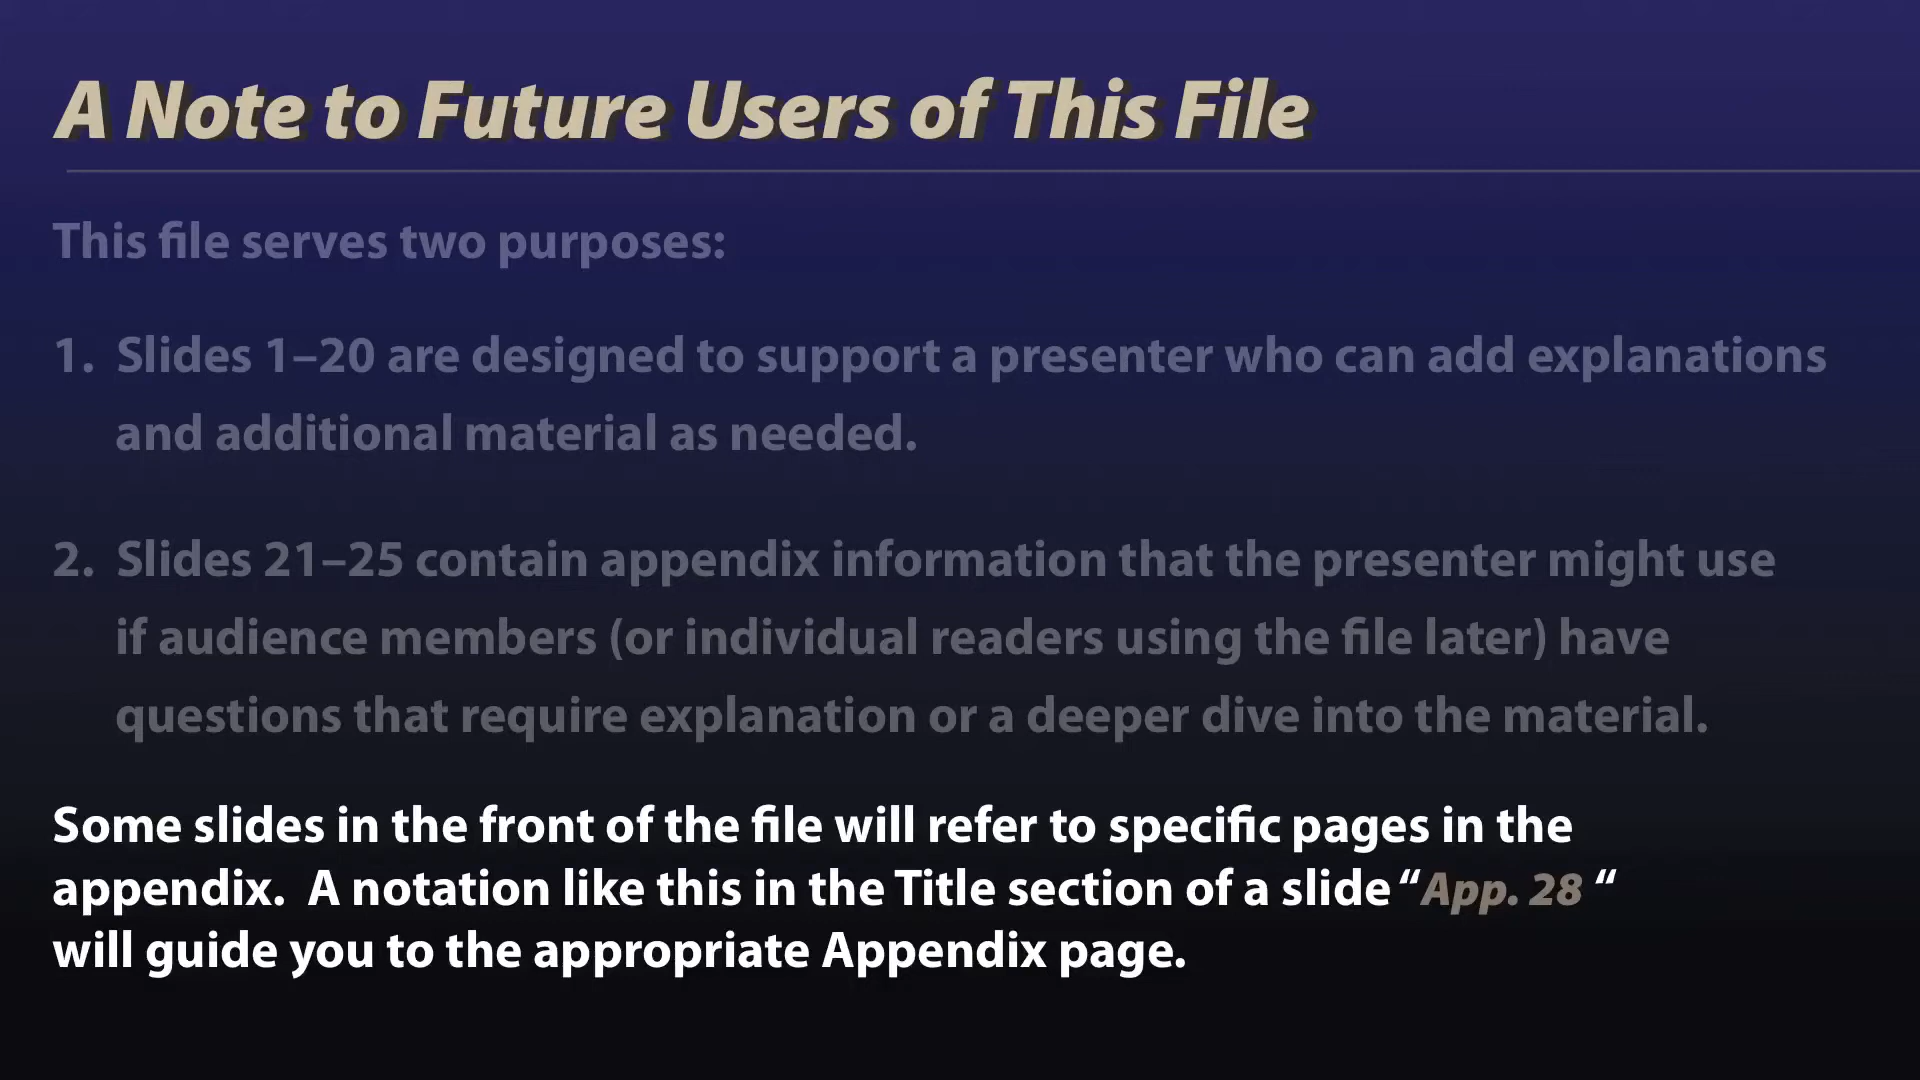 A Note to Future Users of This File
This file serves two purposes:
1. Slides 1–20 are designed to support a presenter who can add explanations
and additional material as needed.
2. Slides 21–25 contain appendix information that the presenter might use
if audience members (or individual readers using the file later) have
questions that require explanation or a deeper dive into the material.
Some slides in the front of the file will refer to specific pages in the
appendix. A notation like this in the Title section of a slide “App. 28 “
will guide you to the appropriate Appendix page.